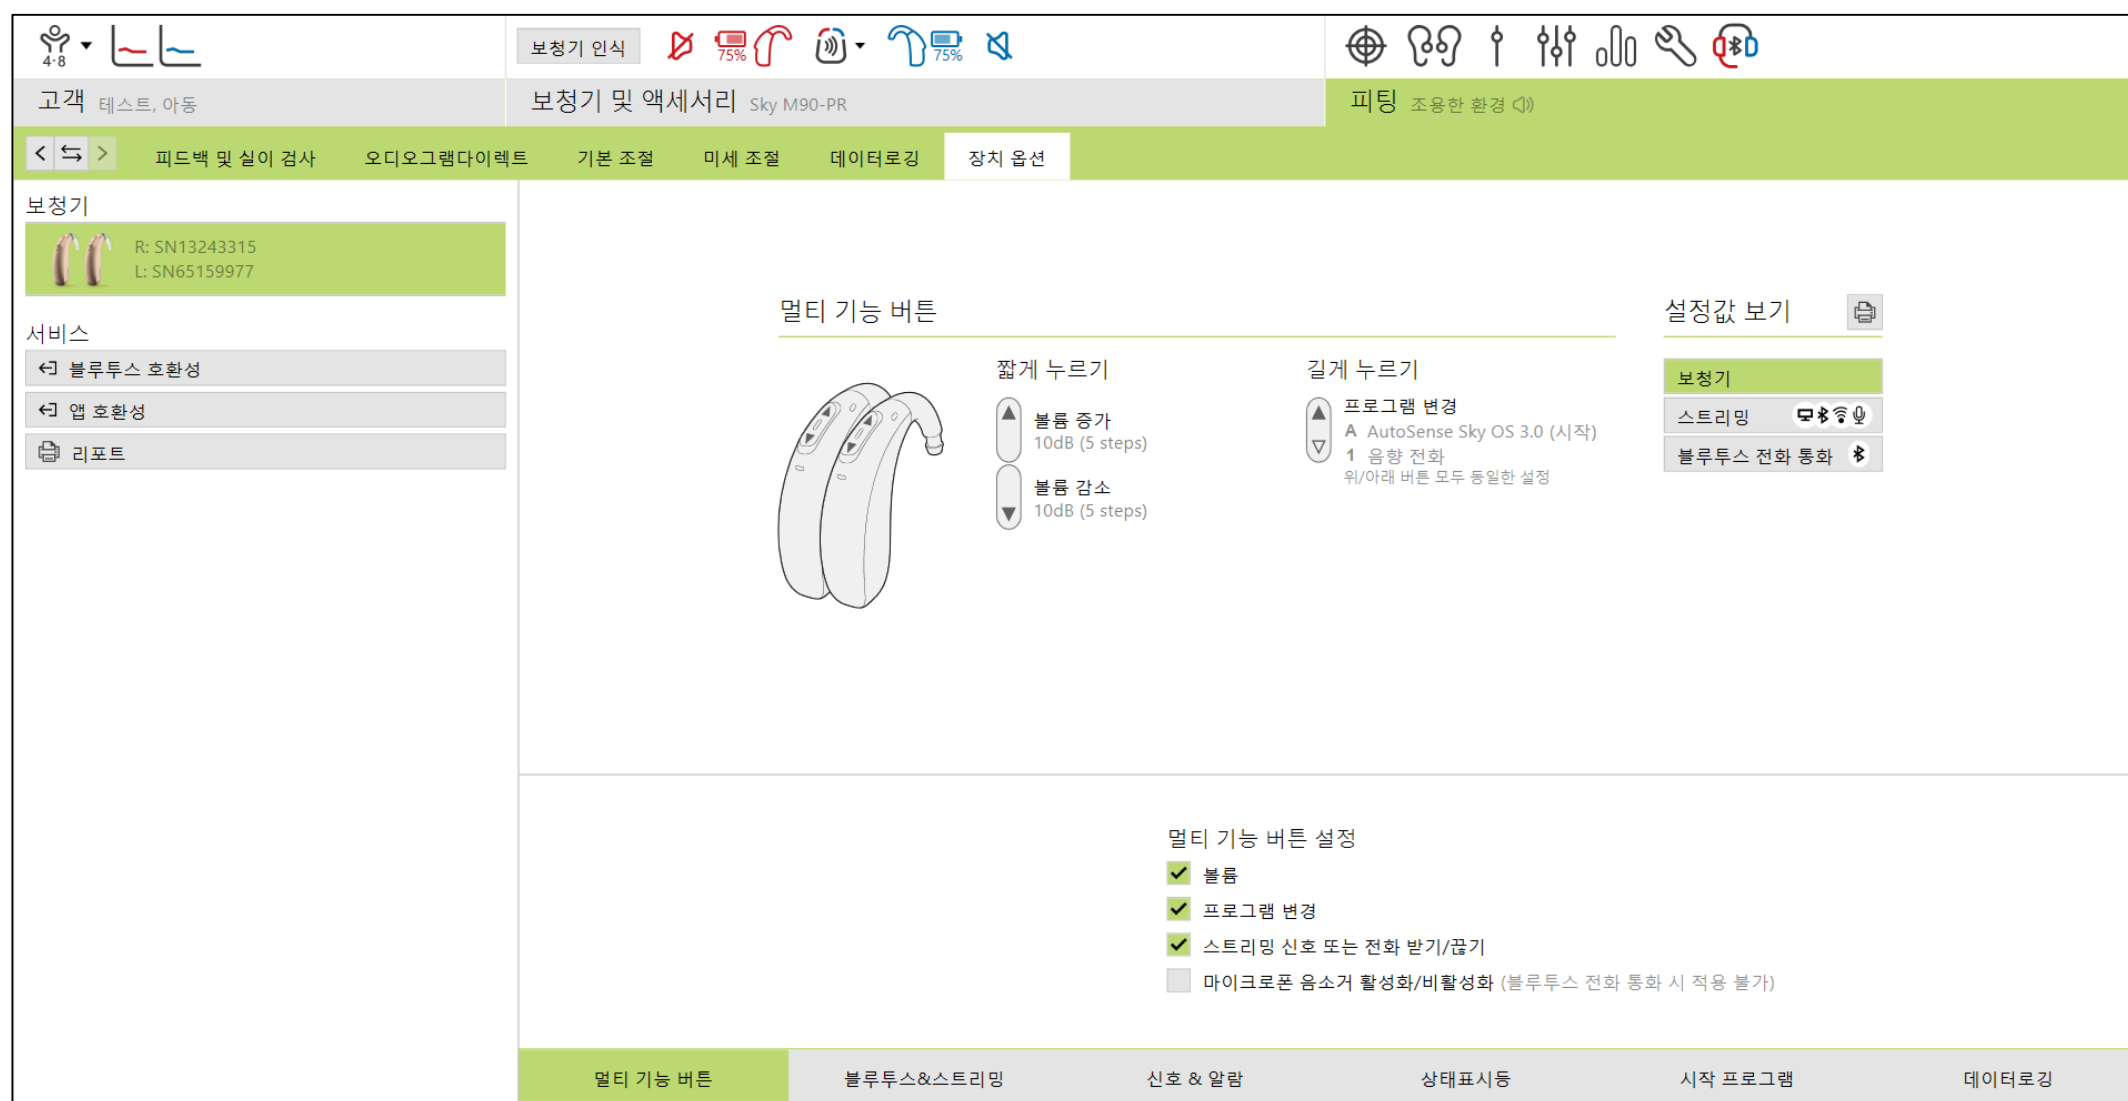 4-8
보청기 인식
75%
75%
고객 테스트, 아동
보청기 및 액세서리 Sky M90-PR
피팅 조용한 환경
피드백 및 실이 검사
오디오그램다이렉트
기본 조절
미세 조절
데이터로깅
장치 옵션
보청기
R: SN13243315
L: SN65159977
서비스
블루투스 호환성
앱 호환성
리포트
멀티 기능 버튼
짧게 누르기
볼륨 증가
10dB (5 steps)
볼륨 감소
10dB (5 steps)
길게 누르기
프로그램 변경
A AutoSense Sky OS 3.0 (시작)
1 음향 전화
위/아래 버튼 모두 동일한 설정
설정값 보기
보청기
스트리밍
블루투스 전화 통화
멀티 기능 버튼 설정
볼륨
프로그램 변경
스트리밍 신호 또는 전화 받기/끊기
마이크로폰 음소거 활성화/비활성화 (블루투스 전화 통화 시 적용 불가)
멀티 기능 버튼
블루투스&스트리밍
신호 & 알람
상태표시등
시작 프로그램
데이터로깅